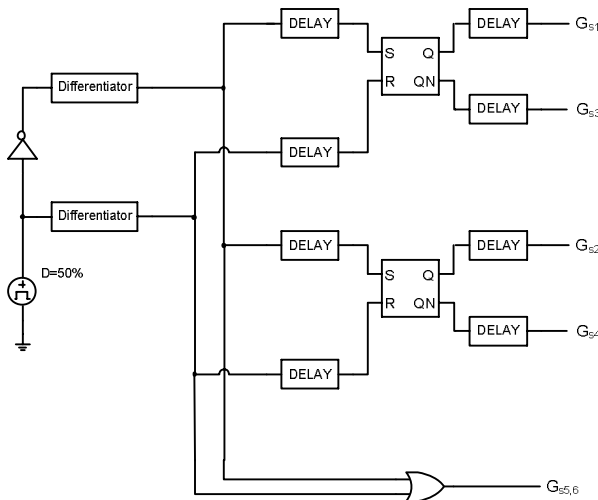 DELAY
DELAY
Gs1
S Q
R QN
Differentiator
DELAY
Gs3
DELAY
Differentiator
D=50%
DELAY
DELAY
Gs2
S Q
R QN
DELAY
Gs4
DELAY
Gs5,6